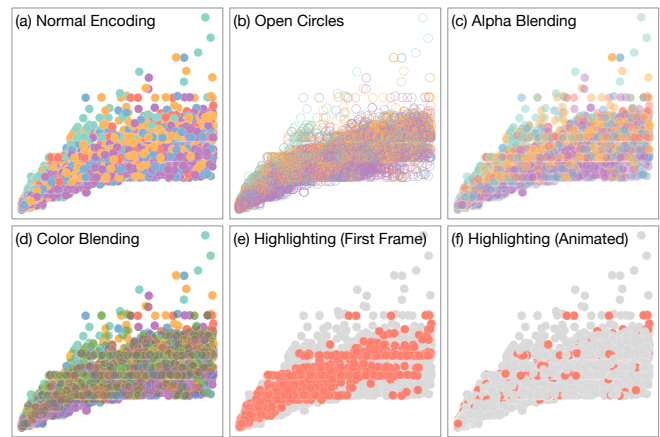 (a) Normal Encoding
(b) Open Circles
(c) Alpha Blending
(d) Color Blending
(e) Highlighting (First Frame)
(f) Highlighting (Animated)